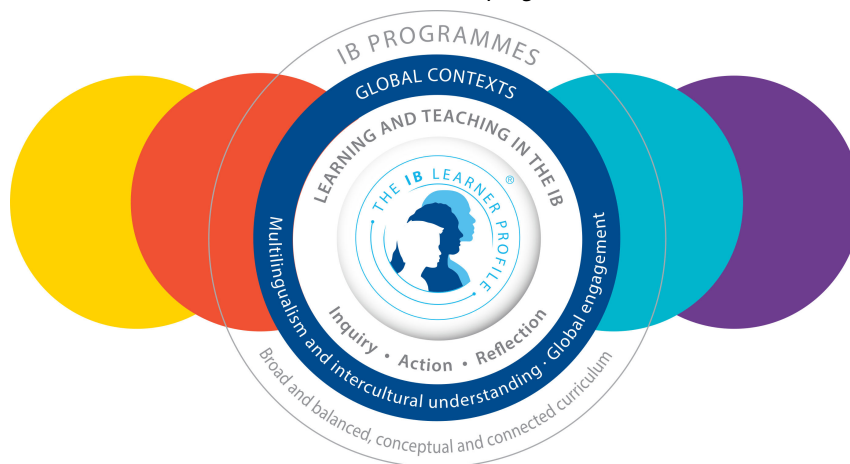 IB PROGRAMMES
GLOBAL CONTEXTS
LEARNING AND TEACHING IN THE IB
• THE IB LEARNER PROFILE •
®
Inquiry • Action • Reflection
Multilingualism and intercultural understanding · Global engagement
Broad and balanced, conceptual and connected curriculum